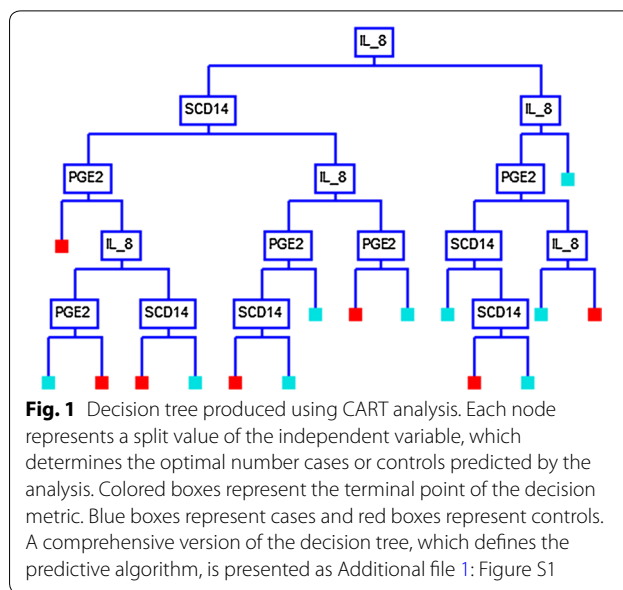 IL_8
SCD14 IL_8
PGE2 IL_8 PGE2
IL_8 PGE2 PGE2 SCD14 IL_8
PGE2 SCD14 SCD14 SCD14
Fig. 1 Decision tree produced using CART analysis. Each node
represents a split value of the independent variable, which
determines the optimal number cases or controls predicted by the
analysis. Colored boxes represent the terminal point of the decision
metric. Blue boxes represent cases and red boxes represent controls.
A comprehensive version of the decision tree, which defines the
predictive algorithm, is presented as Additional file 1: Figure S1